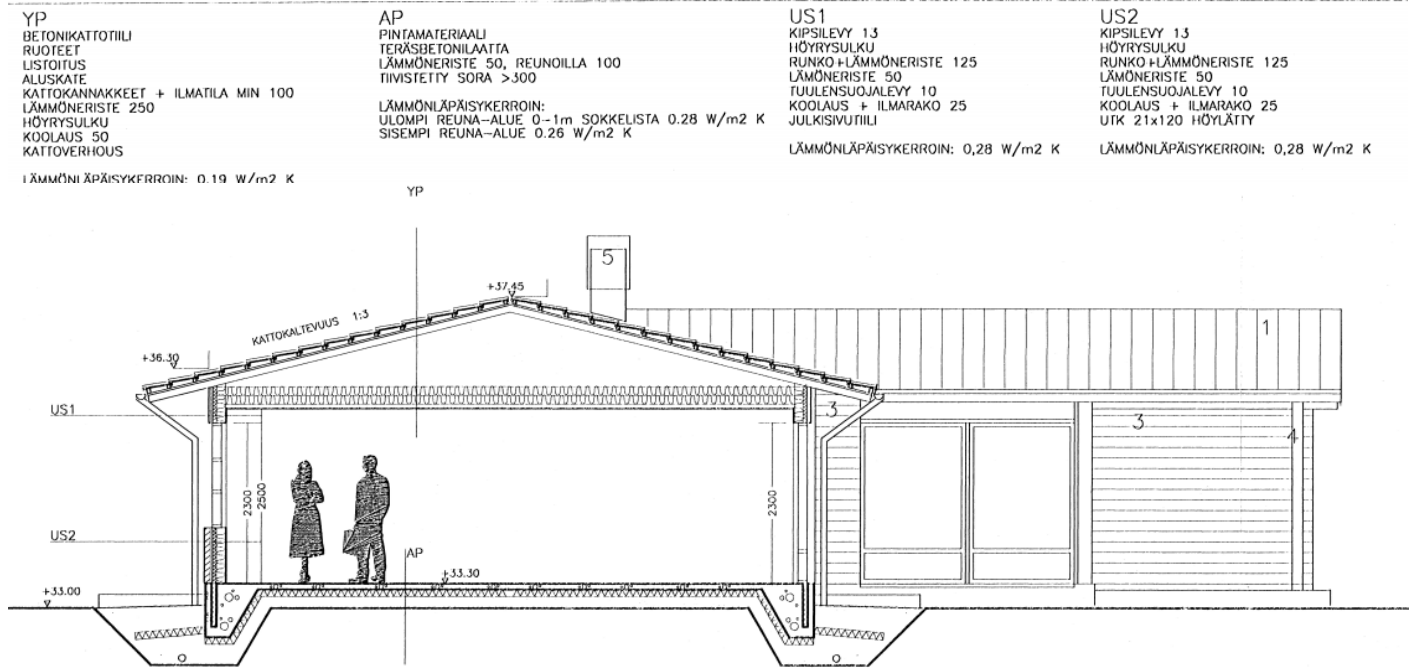 YP
BETONIKATTOTIILI
RUOTEET
LISTOITUS
ALUSKATE
KATTOKANNAKKEET + ILMATILA MIN 100
LÄMMÖNERISTE 250
HÖYRYSULKU
KOOLAUS 50
KATTOVERHOUS
LÄMMÖNLÄPÄISYKERROIN: 0.19 W/m2 K
AP
PINTAMATERIAALI
TERÄSBETONILAATTA
LÄMMÖNERISTE 50, REUNOILLA 100
TIIVISTETTY SORA >300
LÄMMÖNLÄPÄISYKERROIN:
ULOMPI REUNA-ALUE 0-1m SOKKELISTA 0.28 W/m2 K
SISEMPI REUNA-ALUE 0.26 W/m2 K
US1
KIPSILEVY 13
HÖYRYSULKU
RUNKO+LÄMMÖNERISTE 125
LÄMÖNERISTE 50
TUULENSUOJALEVY 10
KOOLAUS + ILMARAKO 25
JULKISIVUTIILI
LÄMMÖNLÄPÄISYKERROIN: 0,28 W/m2 K
US2
KIPSILEVY 13
HÖYRYSULKU
RUNKO+LÄMMÖNERISTE 125
LÄMÖNERISTE 50
TUULENSUOJALEVY 10
KOOLAUS + ILMARAKO 25
UTK 21x120 HÖYLÄTTY
LÄMMÖNLÄPÄISYKERROIN: 0,28 W/m2 K
YP
5
+37.45
KATTOKALTEVUUS 1:3
1
+36.30
US1
3
3
4
2300
2500
2300
US2
AP
+33.30
+33.00